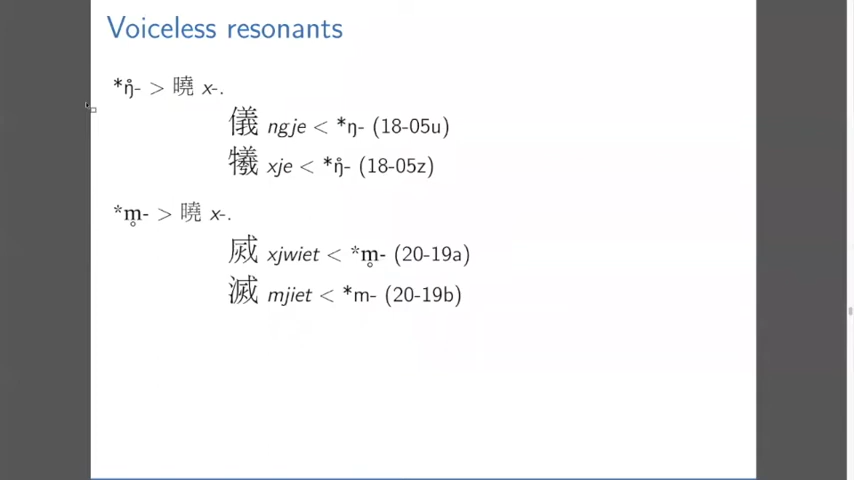 Voiceless resonants
*ŋ̊- > 曉 x-.
儀 ngje < *ŋ- (18-05u)
犧 xje < *ŋ̊- (18-05z)
*m̥- > 曉 x-.
烕 xjwiet < *m̥- (20-19a)
滅 mjiet < *m- (20-19b)